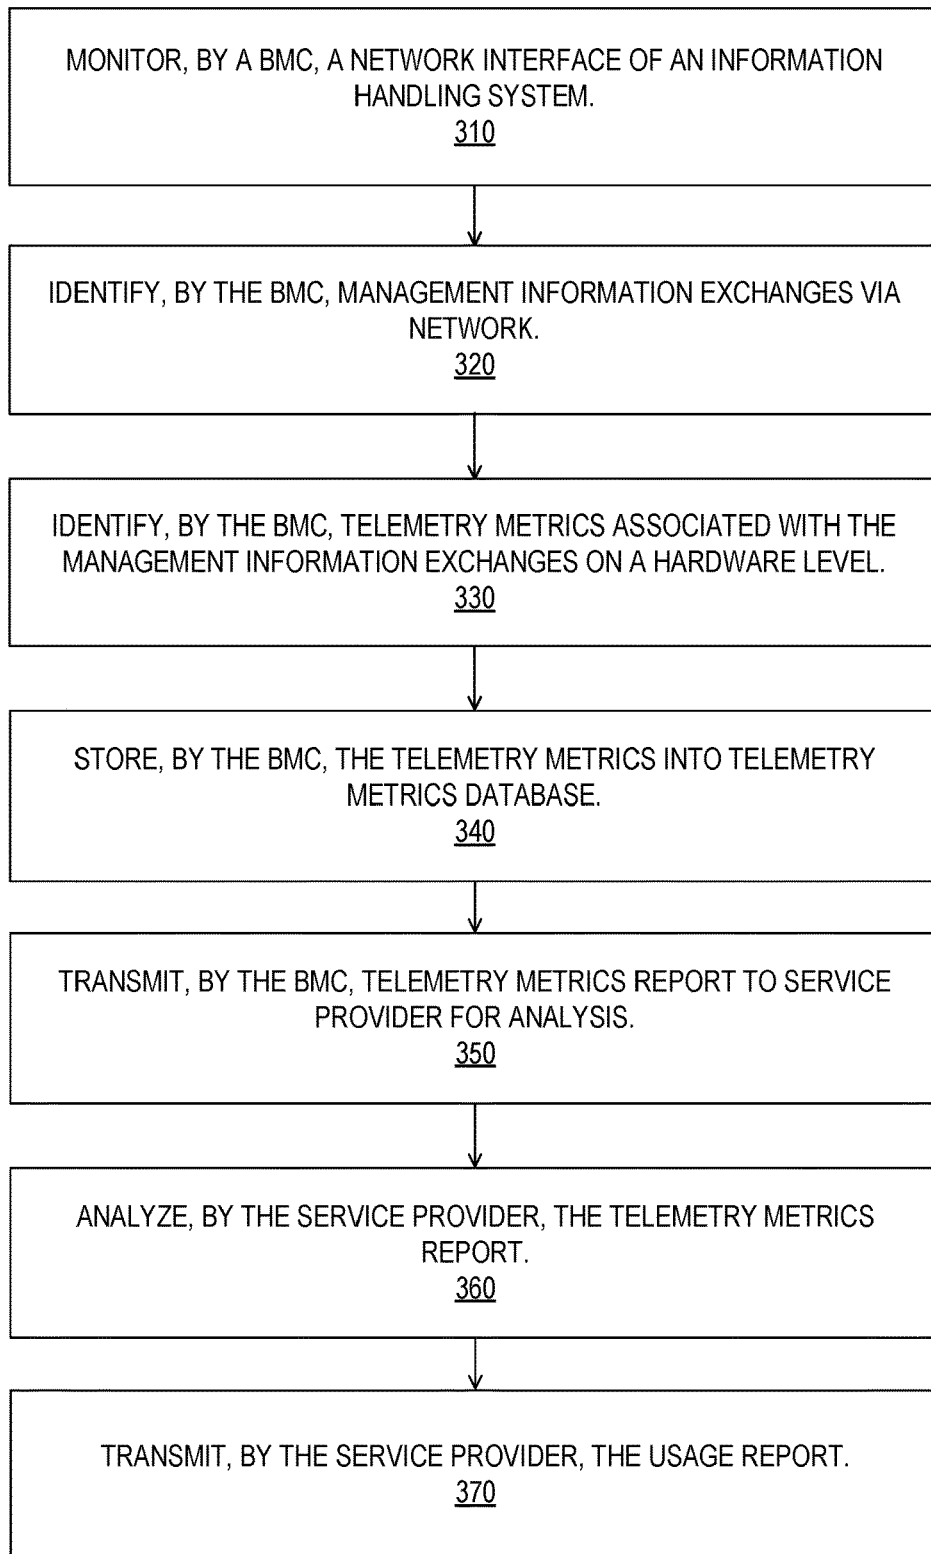 MONITOR, BY A BMC, A NETWORK INTERFACE OF AN INFORMATION
HANDLING SYSTEM.
310
IDENTIFY, BY THE BMC, MANAGEMENT INFORMATION EXCHANGES VIA
NETWORK.
320
IDENTIFY, BY THE BMC, TELEMETRY METRICS ASSOCIATED WITH THE
MANAGEMENT INFORMATION EXCHANGES ON A HARDWARE LEVEL.
330
STORE, BY THE BMC, THE TELEMETRY METRICS INTO TELEMETRY
METRICS DATABASE.
340
TRANSMIT, BY THE BMC, TELEMETRY METRICS REPORT TO SERVICE
PROVIDER FOR ANALYSIS.
350
ANALYZE, BY THE SERVICE PROVIDER, THE TELEMETRY METRICS
REPORT.
360
TRANSMIT, BY THE SERVICE PROVIDER, THE USAGE REPORT.
370